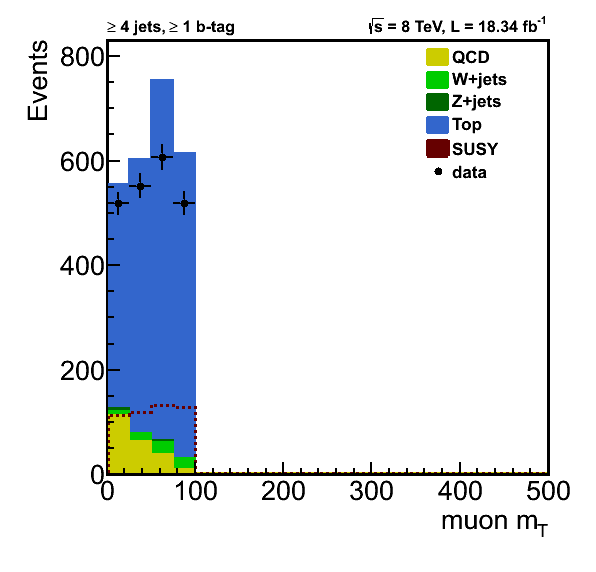 ≥ 4 jets, ≥ 1 b-tag
√s = 8 TeV, L = 18.34 fb⁻¹
Events
800
600
400
200
0
QCD
W+jets
Z+jets
Top
SUSY
data
0 100 200 300 400 500
muon m_T